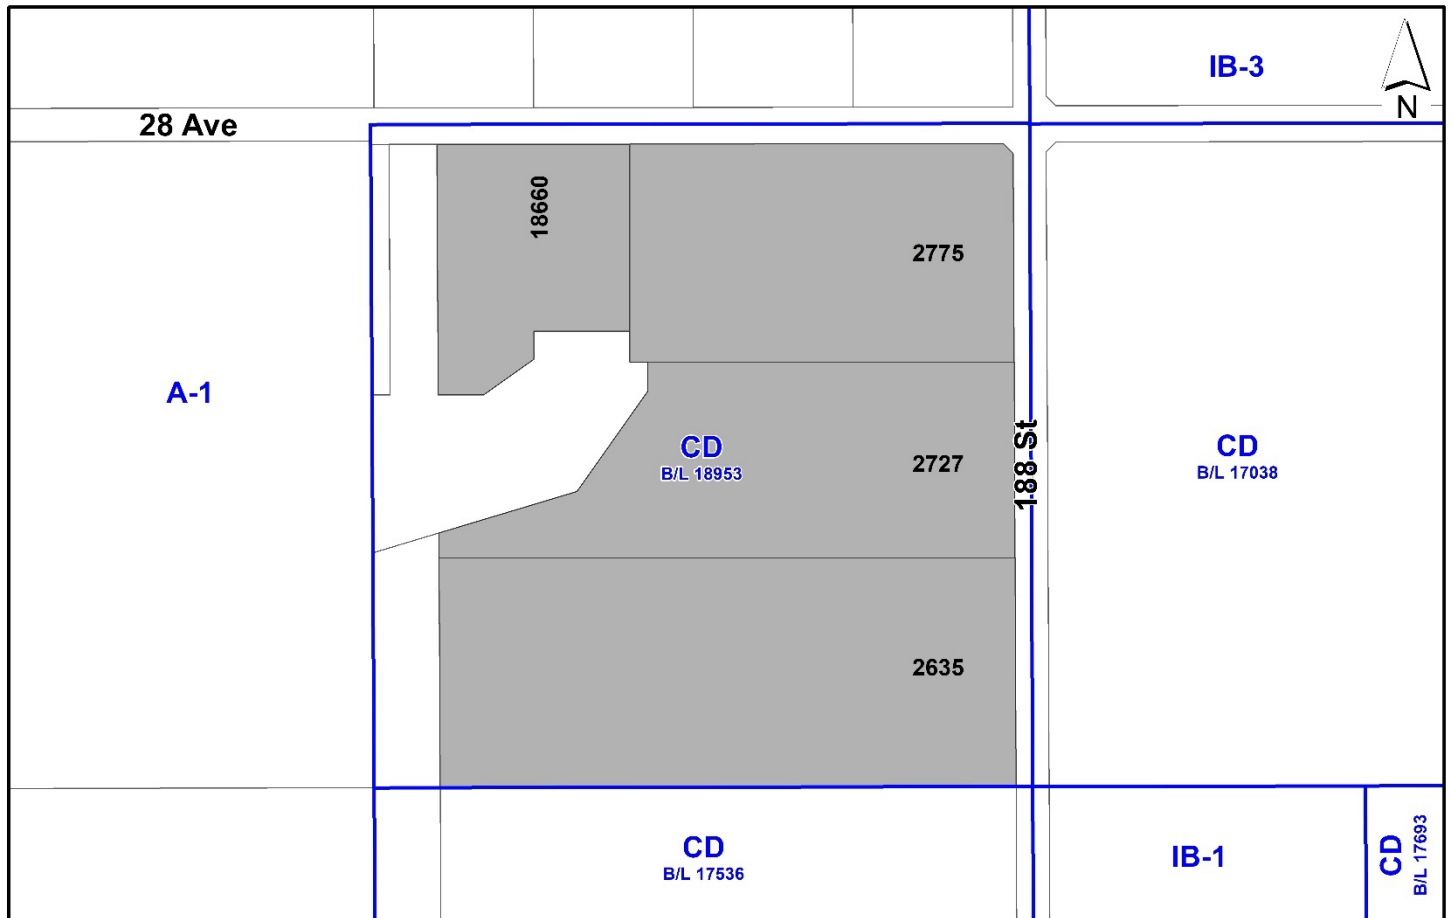 IB-3
N
28 Ave
18660
2775
A-1
CD
B/L 18953
2727
188 St
CD
B/L 17038
2635
CD
B/L 17536
IB-1
CD
B/L 17693